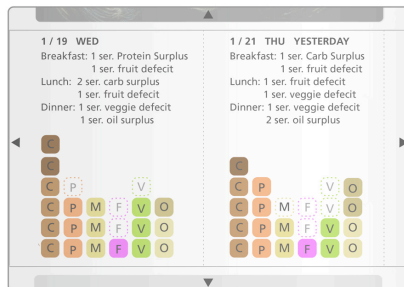 1 / 19 WED
Breakfast: 1 ser. Protein Surplus
1 ser. fruit defecit
Lunch: 2 ser. carb surplus
1 ser. fruit defecit
Dinner: 1 ser. veggie defecit
1 ser. oil surplus
C
C
C P V
C P M F V O
C P M F V O
C P M F V O
1 / 21 THU YESTERDAY
Breakfast: 1 ser. Carb Surplus
1 ser. fruit defecit
Lunch: 1 ser. fruit defecit
1 ser. veggie defecit
Dinner: 1 ser. veggie defecit
2 ser. oil surplus
C
C P V O
C P M F V O
C P M F V O
C P M F V O